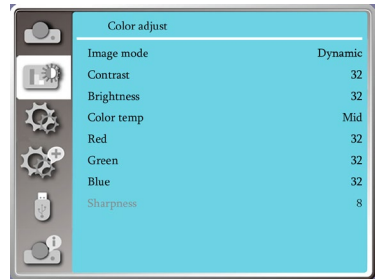 Color adjust
Image mode Dynamic
Contrast 32
Brightness 32
Color temp Mid
Red 32
Green 32
Blue 32
Sharpness 8